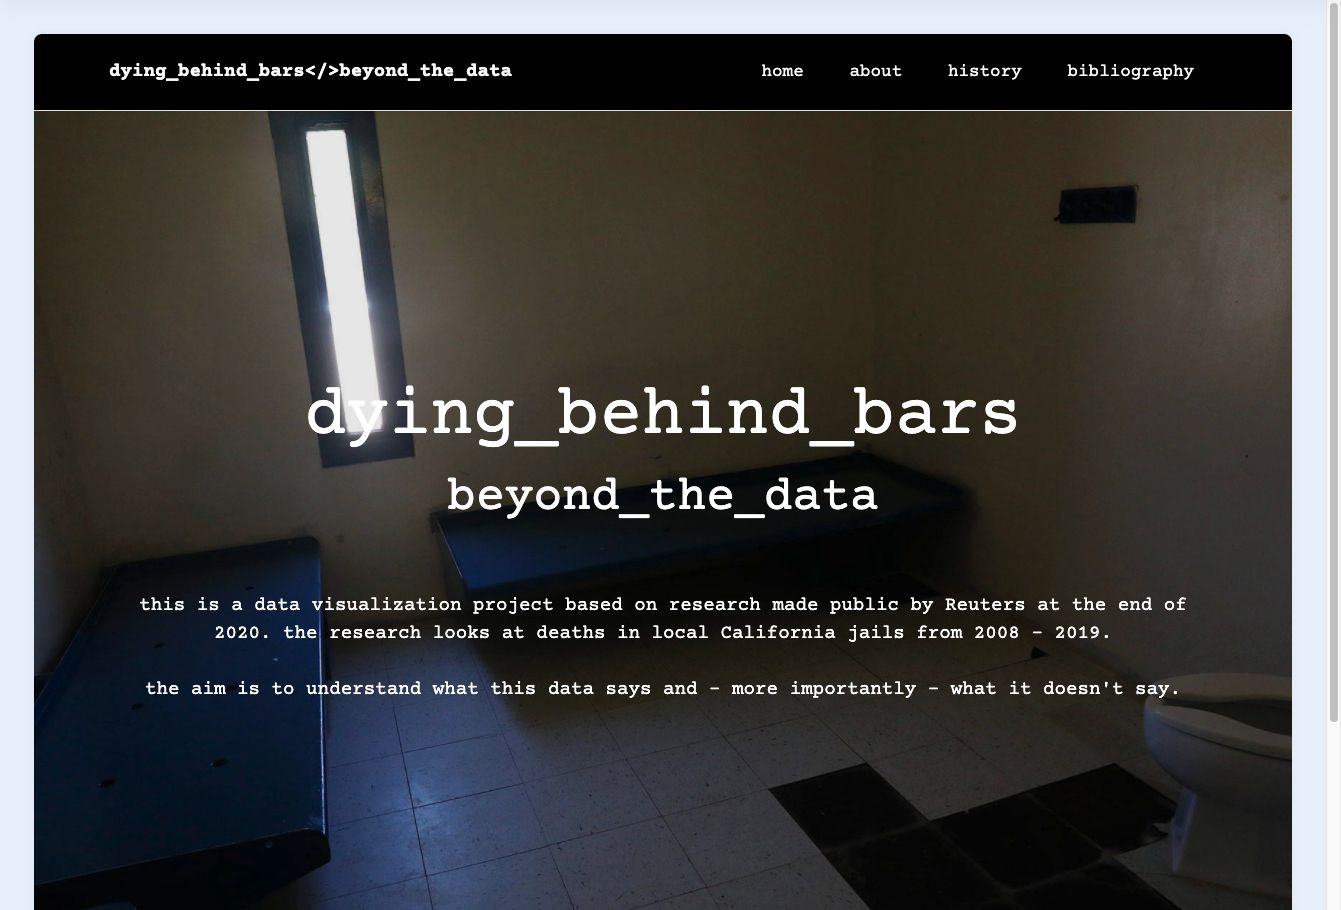 dying_behind_bars</>beyond_the_data
home about history bibliography
dying_behind_bars
beyond_the_data
this is a data visualization project based on research made public by Reuters at the end of
2020. the research looks at deaths in local California jails from 2008 – 2019.
the aim is to understand what this data says and – more importantly – what it doesn't say.